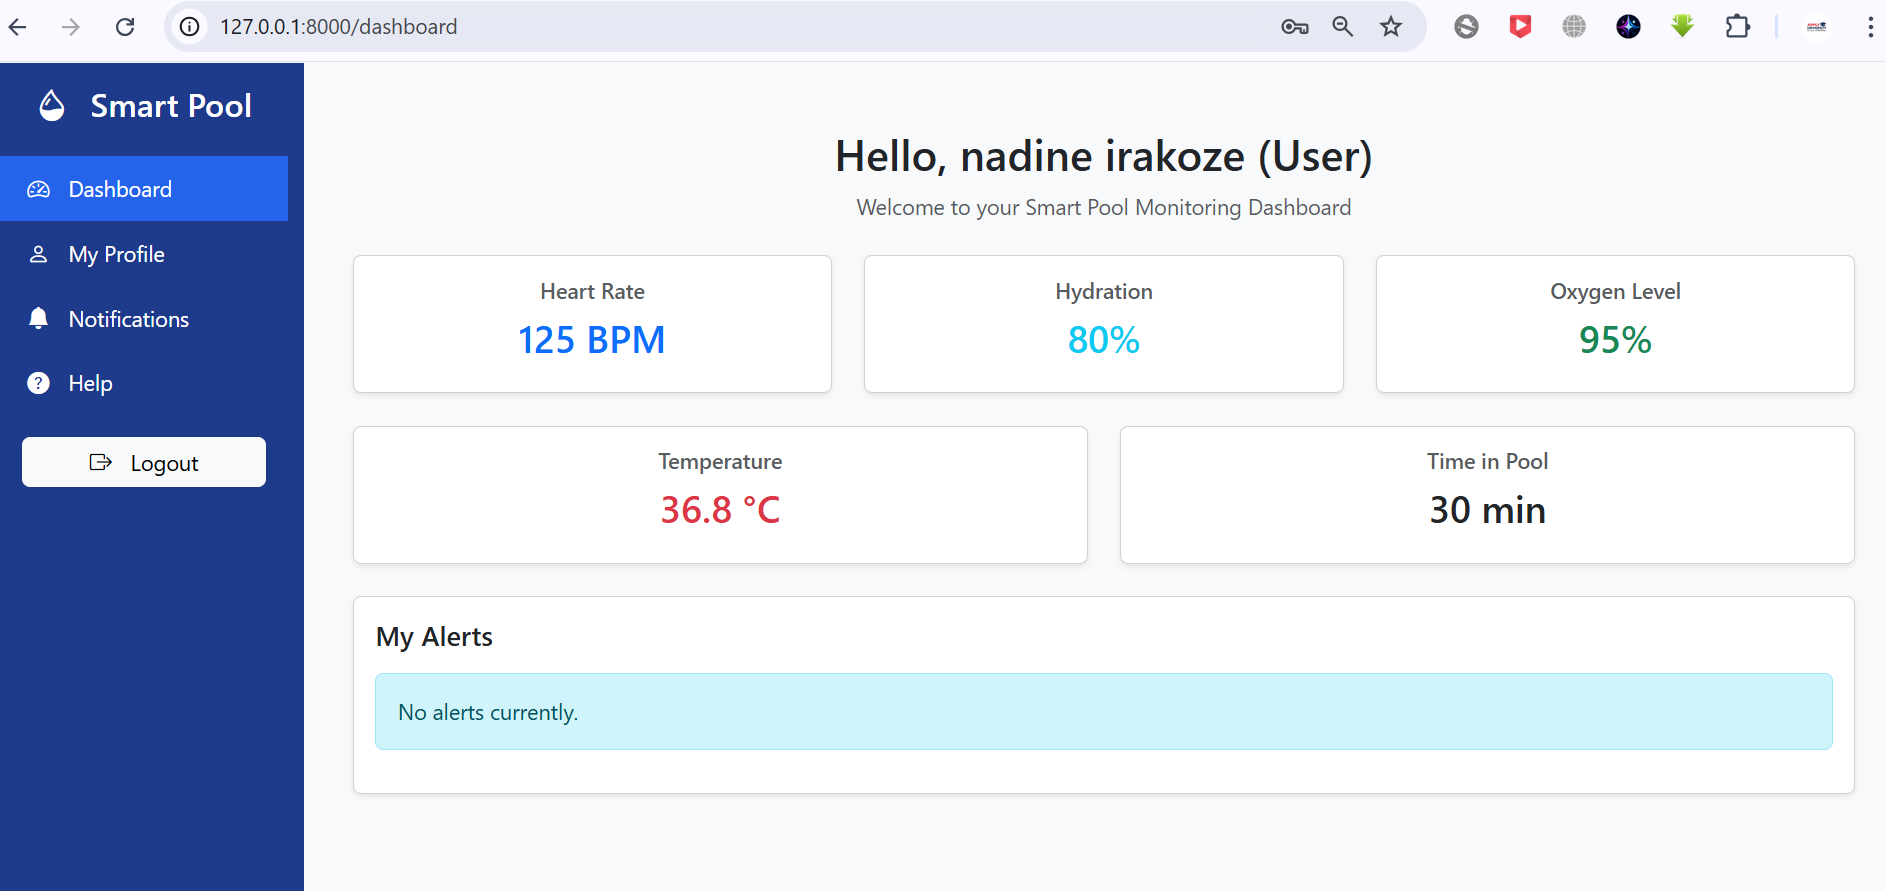 127.0.0.1:8000/dashboard
Smart Pool
Dashboard
My Profile
Notifications
Help
Logout
Hello, nadine irakoze (User)
Welcome to your Smart Pool Monitoring Dashboard
Heart Rate
125 BPM
Hydration
80%
Oxygen Level
95%
Temperature
36.8 °C
Time in Pool
30 min
My Alerts
No alerts currently.